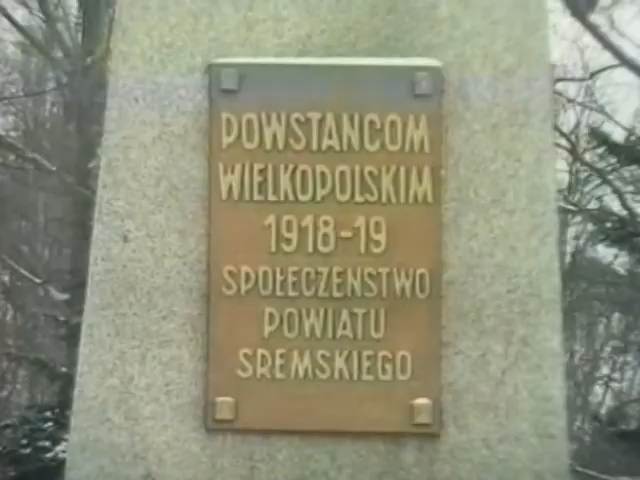 POWSTANCOM
WIELKOPOLSKIM
1918-19
SPOŁECZENSTWO
POWIATU
SREMSKIEGO